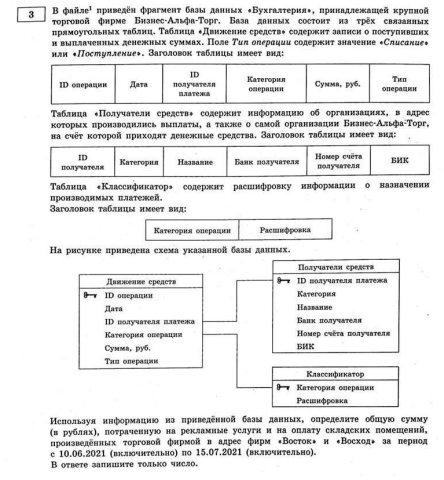 3
В файле¹ приведён фрагмент базы данных «Бухгалтерия», принадлежащей крупной
торговой фирме Бизнес-Альфа-Торг. База данных состоит из трёх связанных
прямоугольных таблиц. Таблица «Движение средств» содержит записи о поступивших
и выплаченных денежных суммах. Поле Тип операции содержит значение «Списание»
или «Поступление». Заголовок таблицы имеет вид:
ID операции
Дата
ID
получателя
платежа
Категория
операции
Сумма, руб.
Тип
операции
Таблица «Получатели средств» содержит информацию об организациях, в адрес
которых производились выплаты, а также о самой организации Бизнес-Альфа-Торг,
на счёт которой приходят денежные средства. Заголовок таблицы имеет вид:
ID
получателя
Категория
Название
Банк получателя
Номер счёта
получателя
БИК
Таблица «Классификатор» содержит расшифровку информации о назначении
производимых платежей.
Заголовок таблицы имеет вид:
Категория операции
Расшифровка
На рисунке приведена схема указанной базы данных.
Движение средств
ID операции
Дата
ID получателя платежа
Категория операции
Сумма, руб.
Тип операции
Получатели средств
ID получателя платежа
Категория
Название
Банк получателя
Номер счёта получателя
БИК
Классификатор
Категория операции
Расшифровка
Используя информацию из приведённой базы данных, определите общую сумму
(в рублях), потраченную на рекламные услуги и на оплату складских помещений,
произведённых торговой фирмой в адрес фирм «Восток» и «Восход» за период
с 10.06.2021 (включительно) по 15.07.2021 (включительно).
В ответе запишите только число.